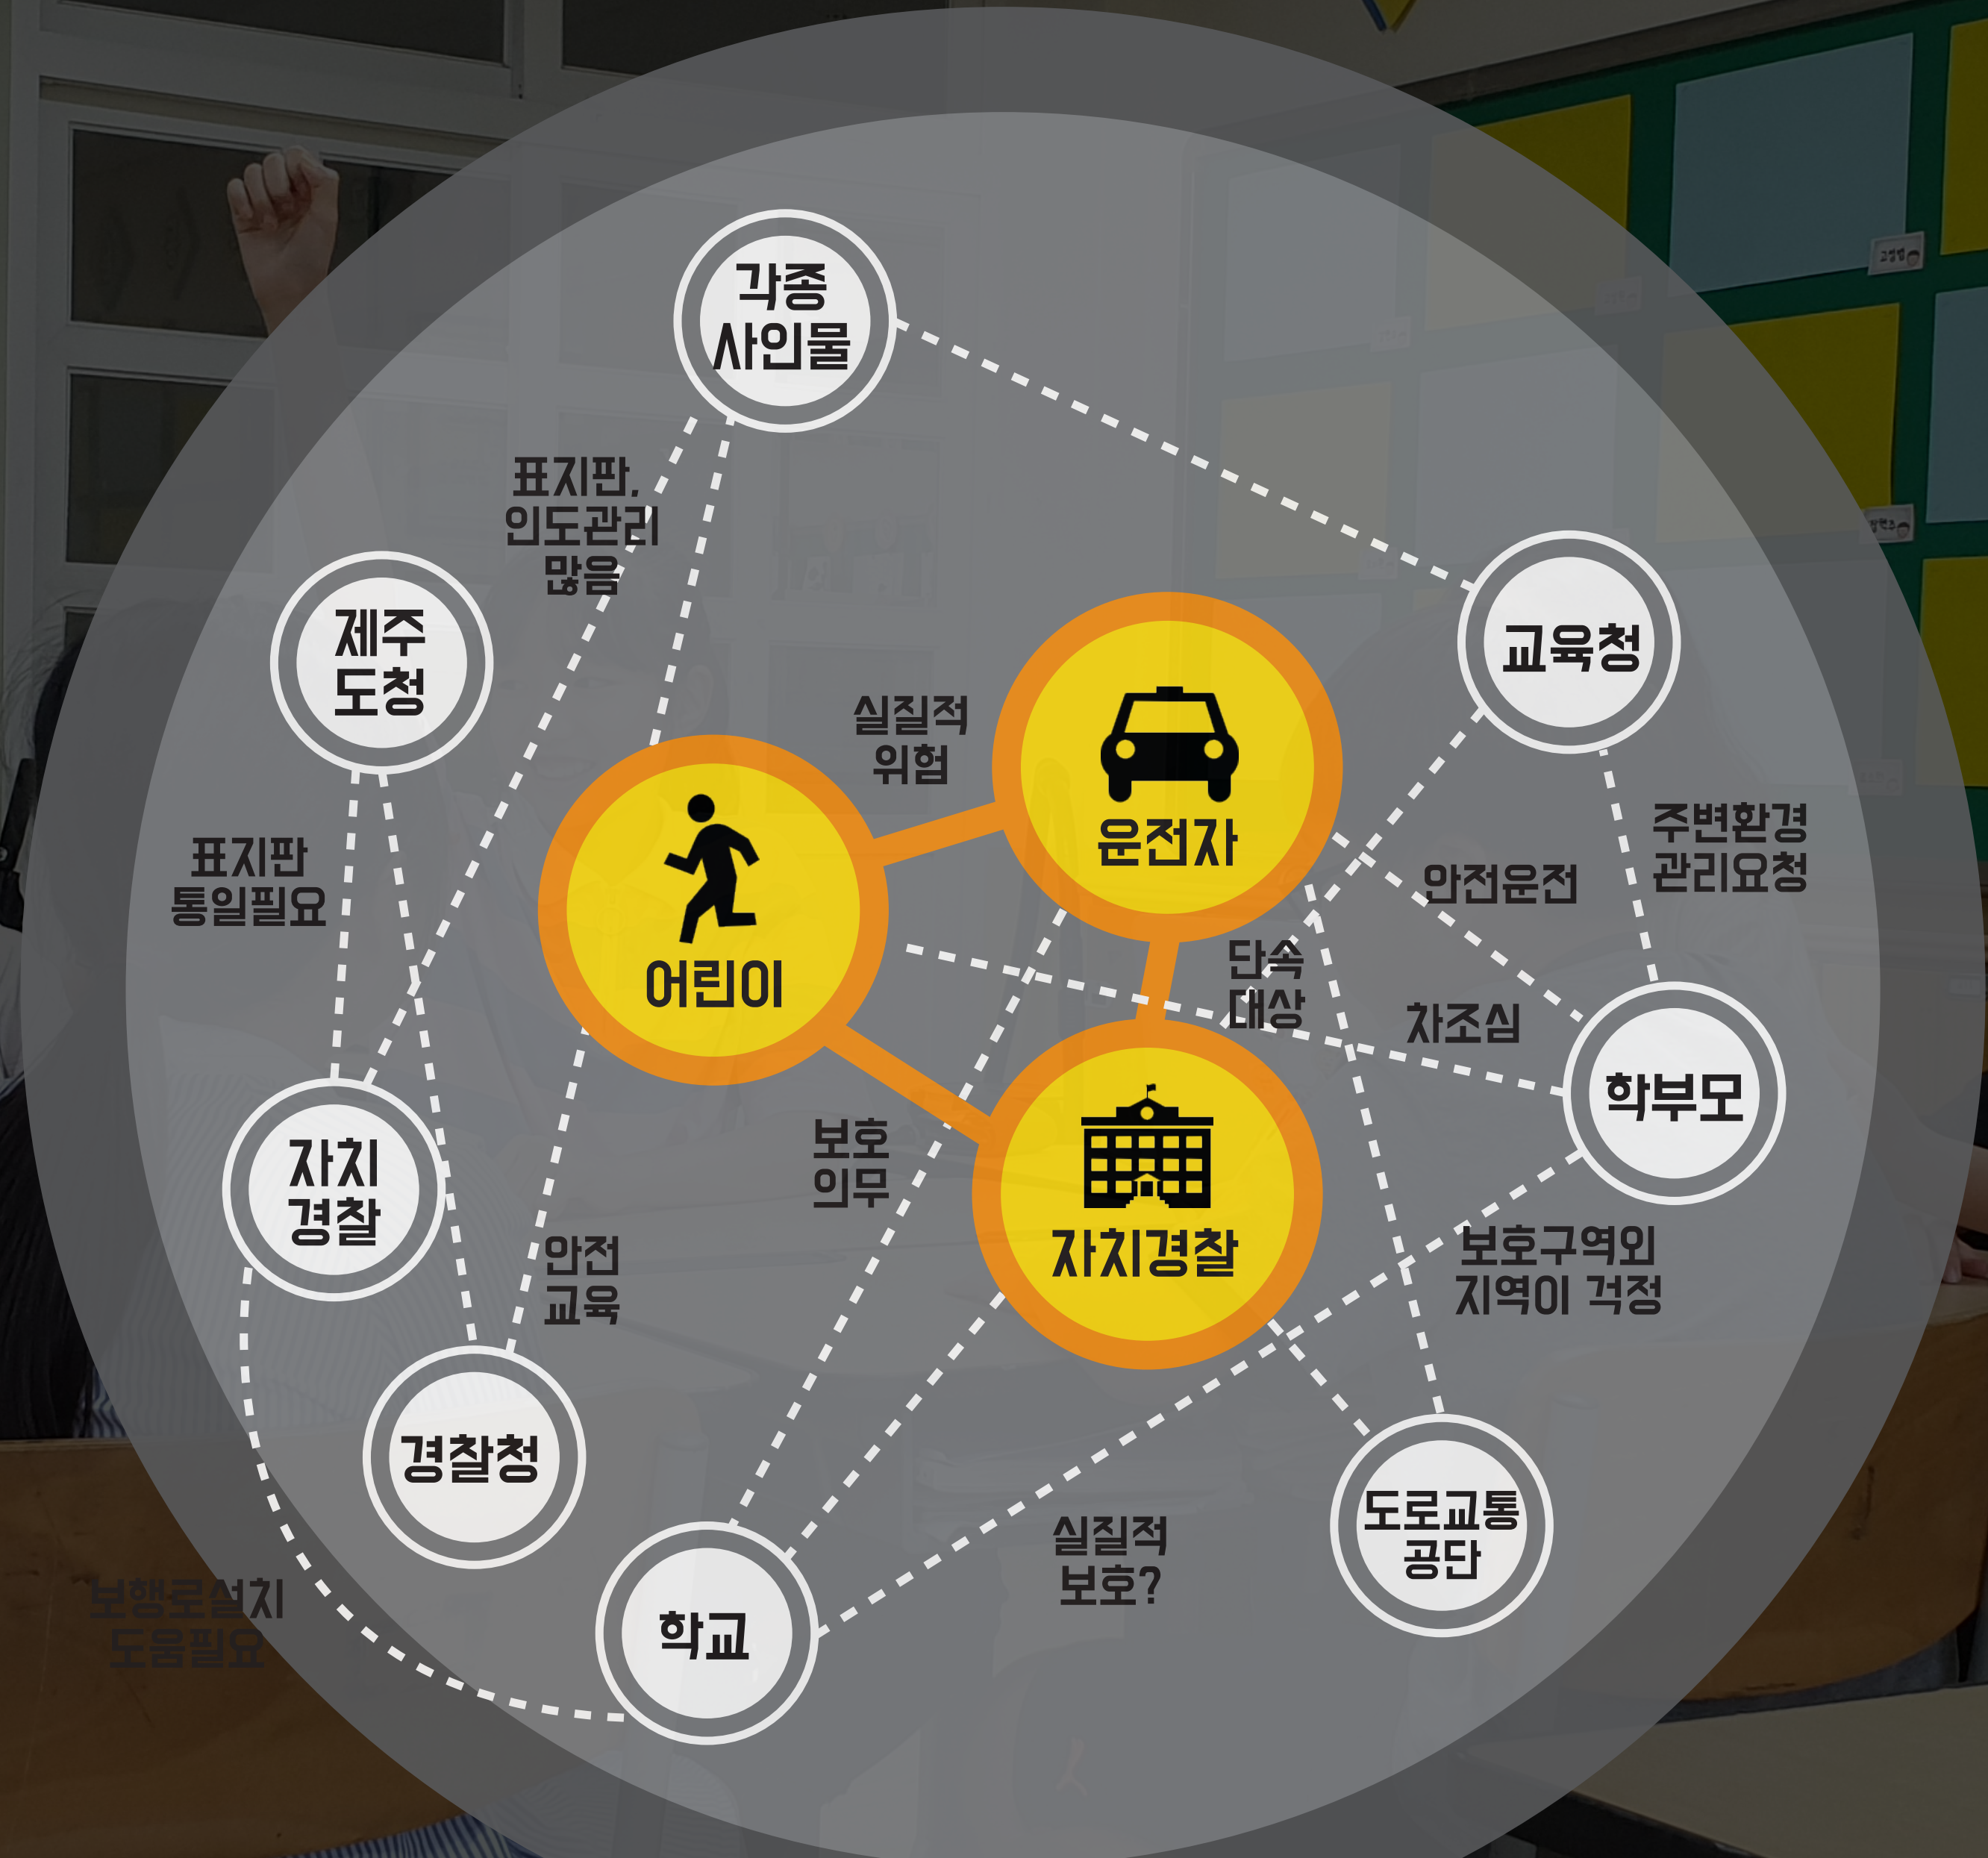 각종
사인물
표지판,
인도관리
많음
제주
도청
교육청
실질적
위험
운전자
표지판
통일필요
주변환경
관리요청
안전운전
어린이
단속
대상
차조심
학부모
자치
경찰
보호
의무
자치경찰
안전
교육
보호구역외
지역이 걱정
경찰청
도로교통
공단
실질적
보호?
학교
보행로설치
도움필요